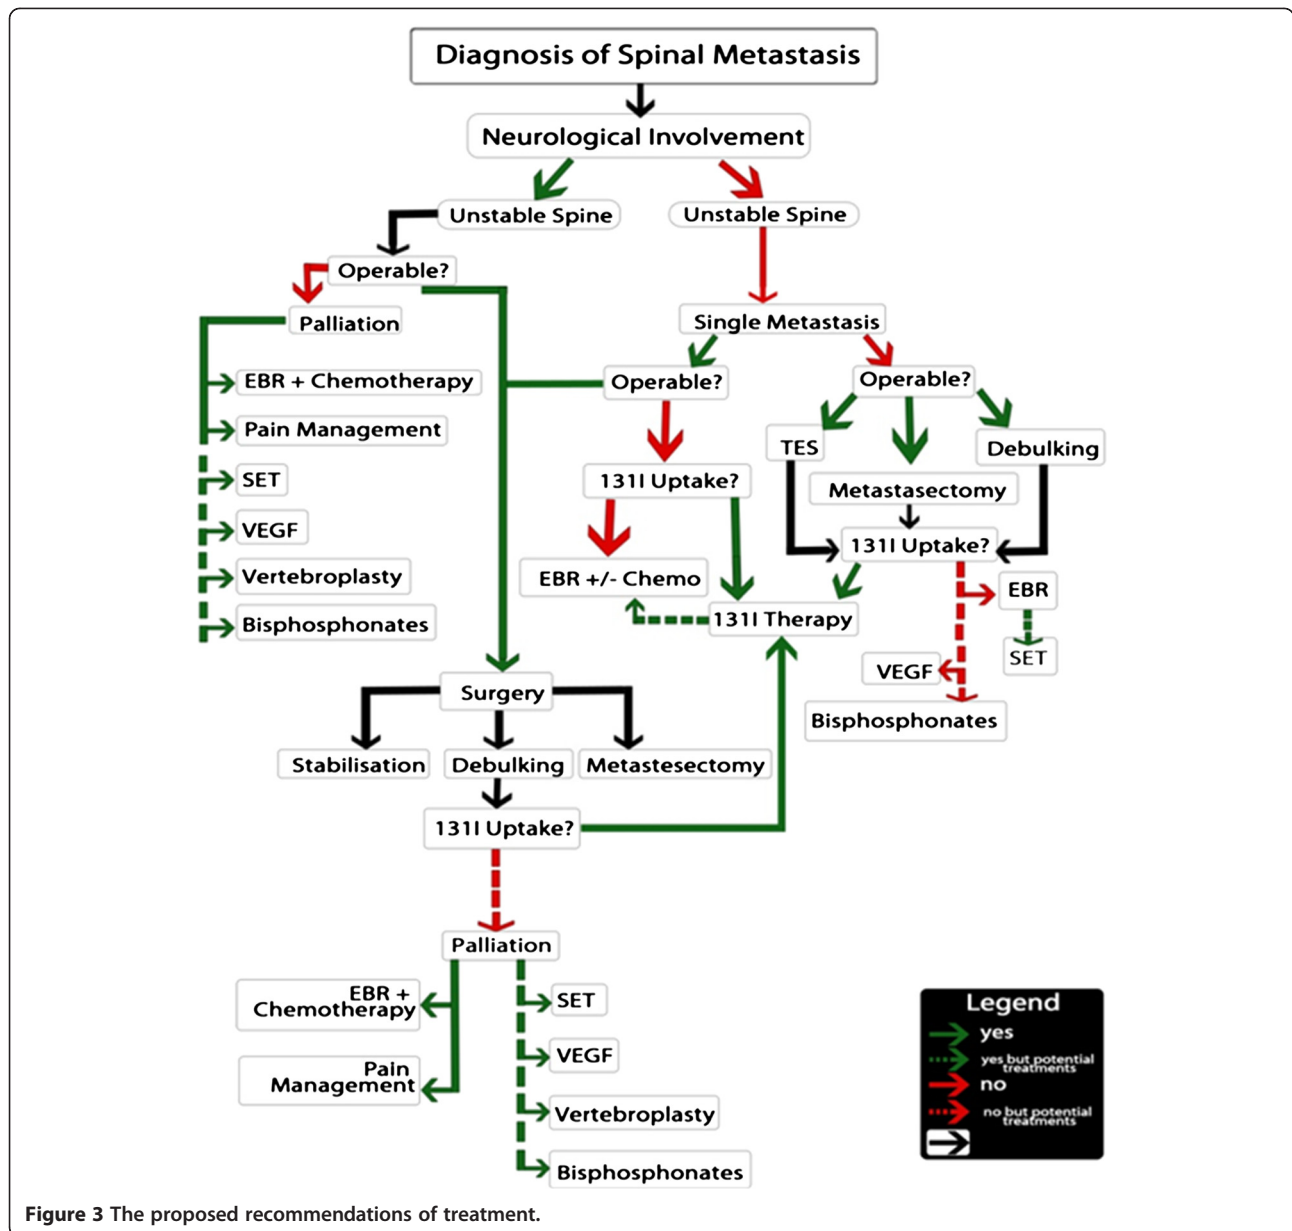 Diagnosis of Spinal Metastasis
Neurological Involvement
Unstable Spine
Unstable Spine
Operable?
Palliation
EBR + Chemotherapy
Pain Management
SET
VEGF
Vertebroplasty
Bisphosphonates
Single Metastasis
Operable?
Operable?
131I Uptake?
EBR +/- Chemo
131I Therapy
TES
Metastasectomy
Debulking
131I Uptake?
EBR
SET
VEGF
Bisphosphonates
Surgery
Stabilisation
Debulking
Metastesectomy
131I Uptake?
Palliation
EBR +
Chemotherapy
Pain
Management
SET
VEGF
Vertebroplasty
Bisphosphonates
Legend
yes
yes but potential
treatments
no
no but potential
treatments
Figure 3 The proposed recommendations of treatment.